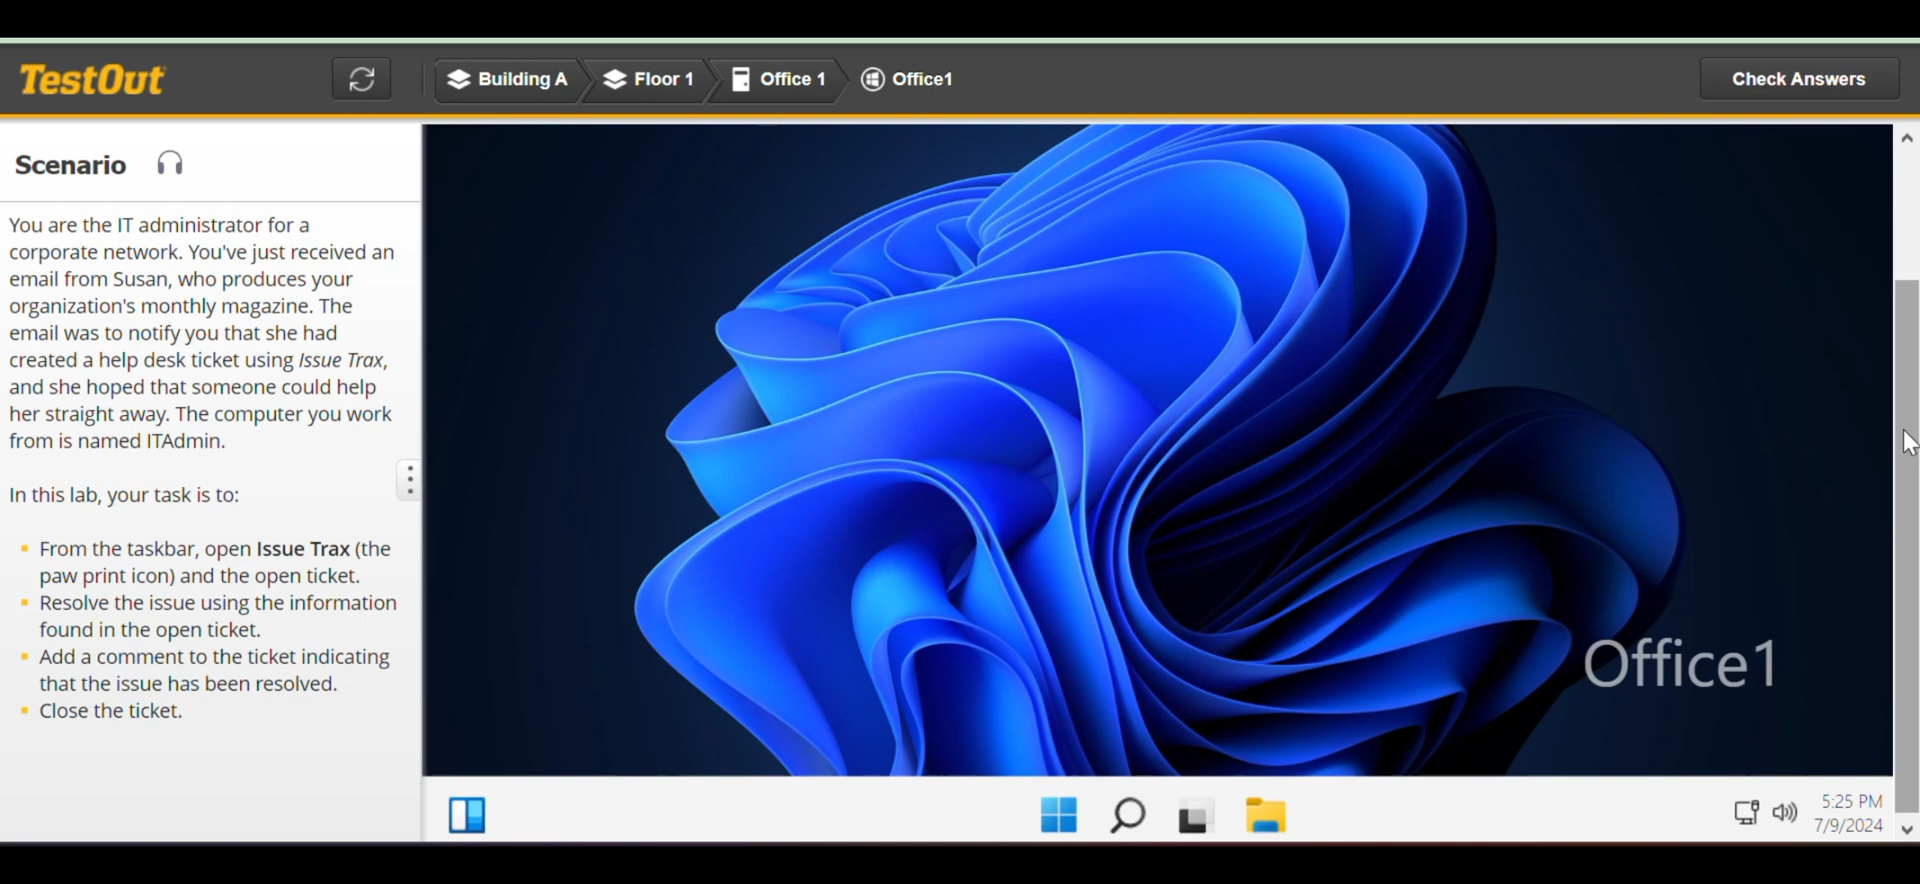 TestOut
Building A
Floor 1
Office 1
Office1
Check Answers
Scenario
You are the IT administrator for a
corporate network. You've just received an
email from Susan, who produces your
organization's monthly magazine. The
email was to notify you that she had
created a help desk ticket using Issue Trax,
and she hoped that someone could help
her straight away. The computer you work
from is named ITAdmin.
In this lab, your task is to:
From the taskbar, open Issue Trax (the
paw print icon) and the open ticket.
Resolve the issue using the information
found in the open ticket.
Add a comment to the ticket indicating
that the issue has been resolved.
Close the ticket.
Office1
5:25 PM
7/9/2024